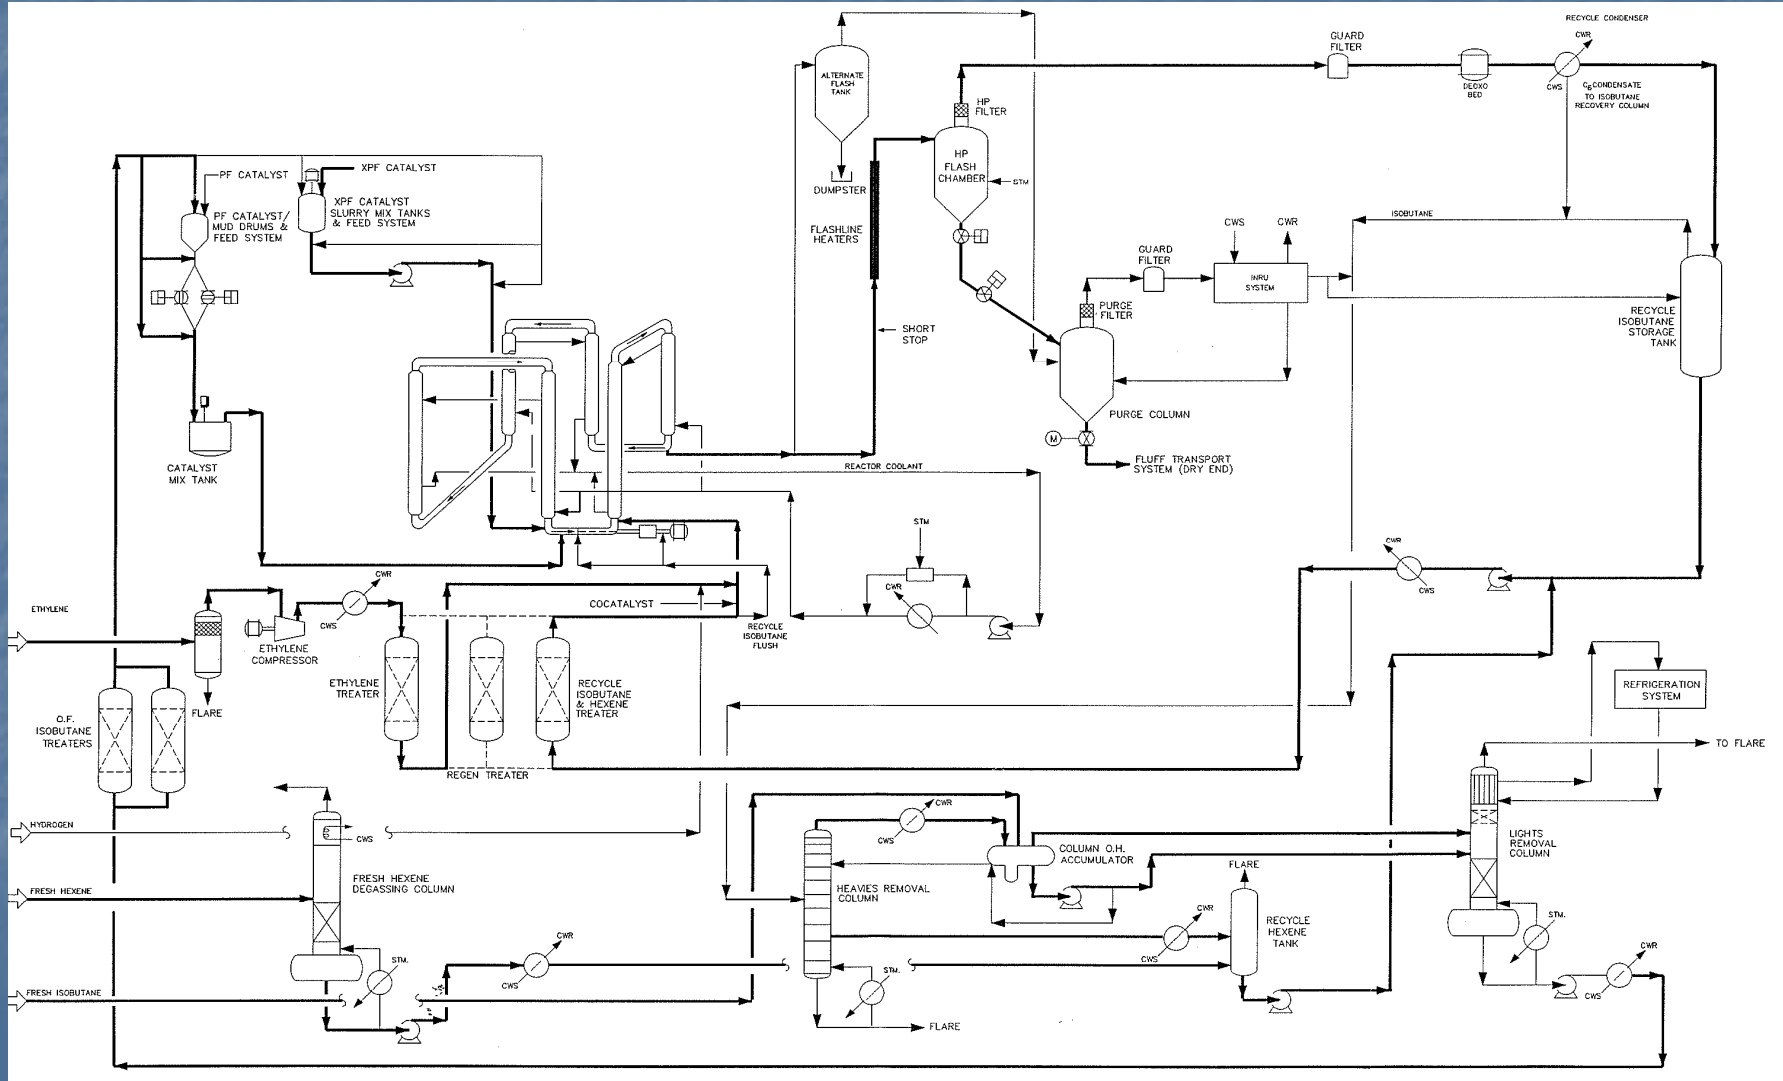 RECYCLE CONDENSER
CWR
GUARD
FILTER
DEOXO
BED
CWS
C6 CONDENSATE
TO ISOBUTANE
RECOVERY COLUMN
ALTERNATE
FLASH
TANK
DUMPSTER
HP
FILTER
HP
FLASH
CHAMBER
STM
FLASHLINE
HEATERS
SHORT
STOP
PF CATALYST
XPF CATALYST
PF CATALYST/
MUD DRUMS &
FEED SYSTEM
XPF CATALYST
SLURRY MIX TANKS
& FEED SYSTEM
ISOBUTANE
CWS
CWR
GUARD
FILTER
INRU
SYSTEM
PURGE
FILTER
RECYCLE
ISOBUTANE
STORAGE
TANK
PURGE COLUMN
M
FLUFF TRANSPORT
SYSTEM (DRY END)
CATALYST
MIX TANK
REACTOR COOLANT
STM
CWR
CWR
CWS
ETHYLENE
CWR
CWS
ETHYLENE
COMPRESSOR
COCATALYST
RECYCLE
ISOBUTANE
FLUSH
FLARE
O.F.
ISOBUTANE
TREATERS
ETHYLENE
TREATER
RECYCLE
ISOBUTANE
& HEXENE
TREATER
REGEN TREATER
REFRIGERATION
SYSTEM
TO FLARE
HYDROGEN
CWS
CWR
CWS
COLUMN O.H.
ACCUMULATOR
LIGHTS
REMOVAL
COLUMN
FRESH HEXENE
FRESH HEXENE
DEGASSING COLUMN
HEAVIES REMOVAL
COLUMN
FLARE
CWR
CWS
RECYCLE
HEXENE
TANK
STM.
CWR
CWS
STM.
STM.
CWR
CWS
FRESH ISOBUTANE
FLARE